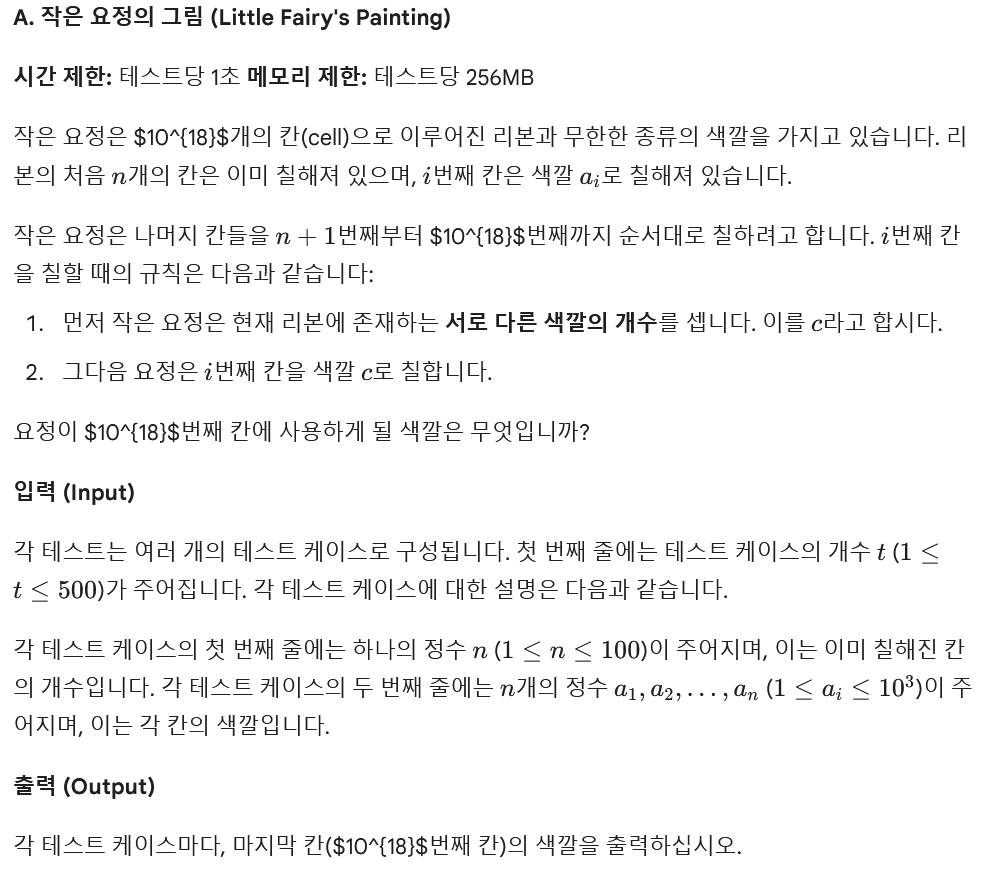 A. 작은 요정의 그림 (Little Fairy's Painting)
시간 제한: 테스트당 1초 메모리 제한: 테스트당 256MB
작은 요정은 $10^{18}$개의 칸(cell)으로 이루어진 리본과 무한한 종류의 색깔을 가지고 있습니다. 리
본의 처음 n개의 칸은 이미 칠해져 있으며, i번째 칸은 색깔 aᵢ로 칠해져 있습니다.
작은 요정은 나머지 칸들을 n + 1번째부터 $10^{18}$번째까지 순서대로 칠하려고 합니다. i번째 칸
을 칠할 때의 규칙은 다음과 같습니다:
1. 먼저 작은 요정은 현재 리본에 존재하는 서로 다른 색깔의 개수를 셉니다. 이를 c라고 합시다.
2. 그다음 요정은 i번째 칸을 색깔 c로 칠합니다.
요정이 $10^{18}$번째 칸에 사용하게 될 색깔은 무엇입니까?
입력 (Input)
각 테스트는 여러 개의 테스트 케이스로 구성됩니다. 첫 번째 줄에는 테스트 케이스의 개수 t (1 ≤
t ≤ 500)가 주어집니다. 각 테스트 케이스에 대한 설명은 다음과 같습니다.
각 테스트 케이스의 첫 번째 줄에는 하나의 정수 n (1 ≤ n ≤ 100)이 주어지며, 이는 이미 칠해진 칸
의 개수입니다. 각 테스트 케이스의 두 번째 줄에는 n개의 정수 a₁, a₂, . . . , aₙ (1 ≤ aᵢ ≤ 10³)이 주
어지며, 이는 각 칸의 색깔입니다.
출력 (Output)
각 테스트 케이스마다, 마지막 칸($10^{18}$번째 칸)의 색깔을 출력하십시오.